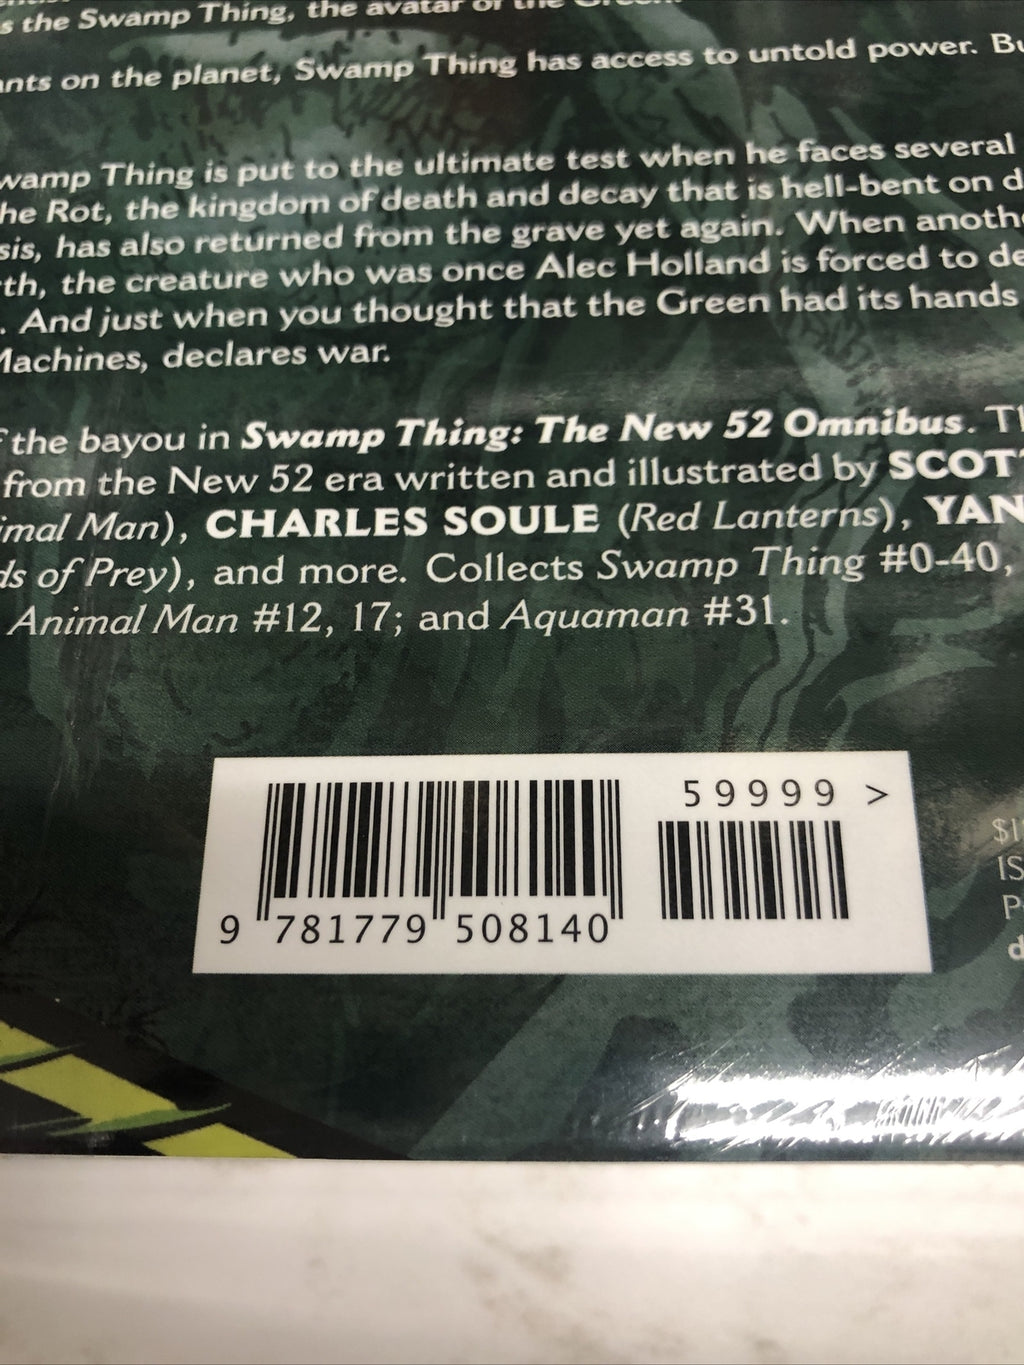 s the Swamp Thing, the avatar of the Green.
ants on the planet, Swamp Thing has access to untold power. Bu
wamp Thing is put to the ultimate test when he faces several
he Rot, the kingdom of death and decay that is hell-bent on d
sis, has also returned from the grave yet again. When anothe
rth, the creature who was once Alec Holland is forced to de
. And just when you thought that the Green had its hands
Machines, declares war.
f the bayou in Swamp Thing: The New 52 Omnibus. Th
from the New 52 era written and illustrated by SCOTT
imal Man), CHARLES SOULE (Red Lanterns), YAN
ds of Prey), and more. Collects Swamp Thing #0-40,
Animal Man #12, 17; and Aquaman #31.
59999 >
9 781779 508140
$1
IS
P
d